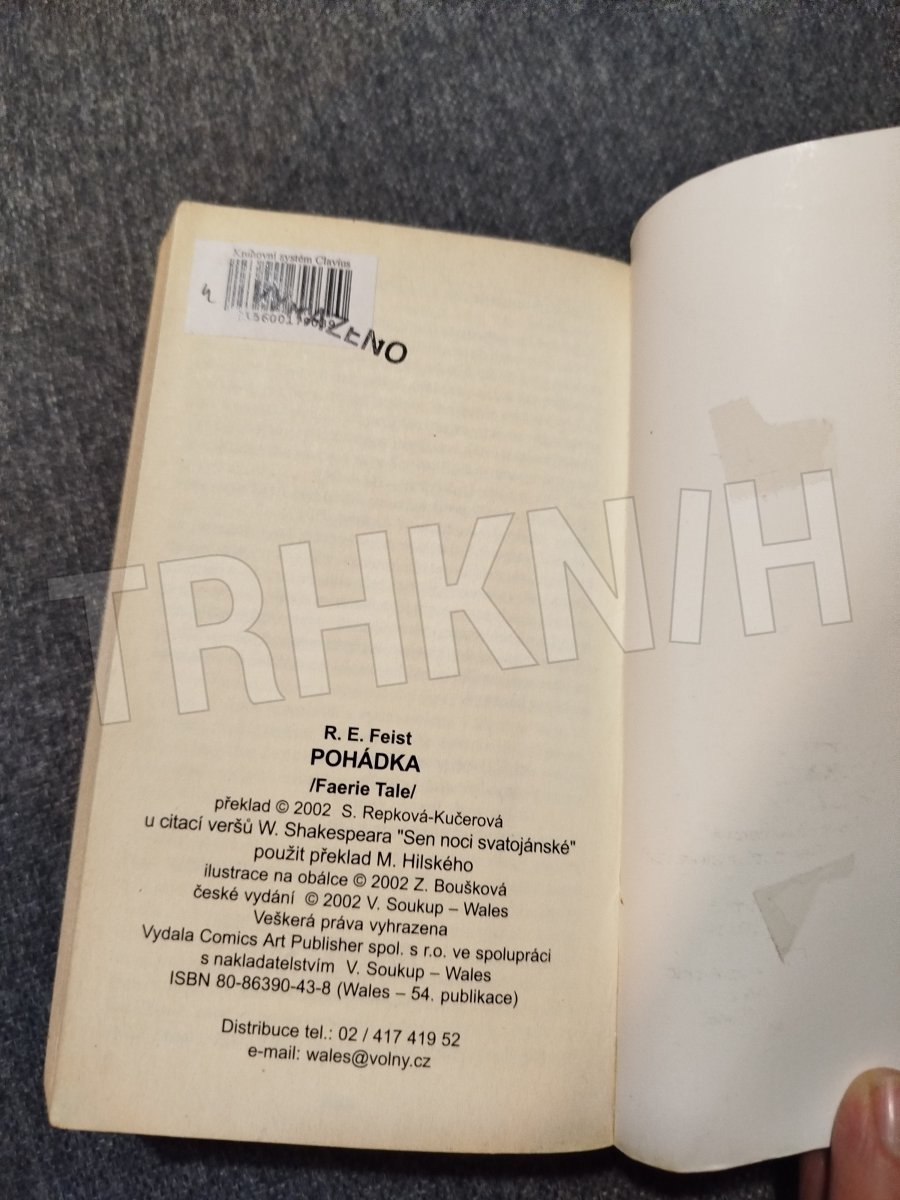 Knihovní systém Clavius
TRHKNIH
R. E. Feist
POHÁDKA
/Faerie Tale/
překlad © 2002 S. Repková-Kučerová
u citací veršů W. Shakespeara "Sen noci svatojánské"
použit překlad M. Hilského
ilustrace na obálce © 2002 Z. Boušková
české vydání © 2002 V. Soukup – Wales
Veškerá práva vyhrazena
Vydala Comics Art Publisher spol. s r.o. ve spolupráci
s nakladatelstvím V. Soukup – Wales
ISBN 80-86390-43-8 (Wales – 54. publikace)
Distribuce tel.: 02 / 417 419 52
e-mail: wales@volny.cz